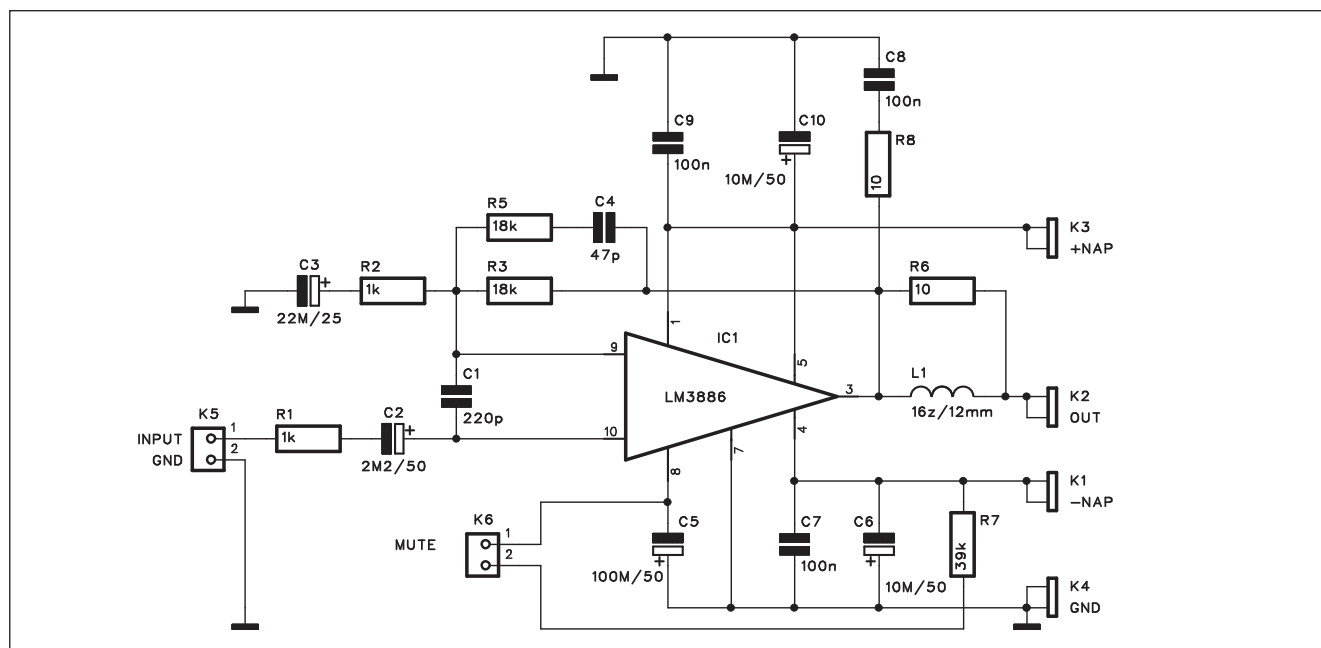 C8
100n
C9
100n
C10
+
10M/50
R8
10
R5
18k
C4
47p
K3
+NAP
C3
+
22M/25
R2
1k
R3
18k
R6
10
1
IC1
9
5
C1
220p
LM3886
3
L1
16z/12mm
K2
OUT
K5
INPUT
GND
1
2
R1
1k
C2
+
2M2/50
10
4
7
8
K1
-NAP
K6
MUTE
1
2
C5
+
100M/50
C7
100n
C6
+
10M/50
R7
39k
K4
GND